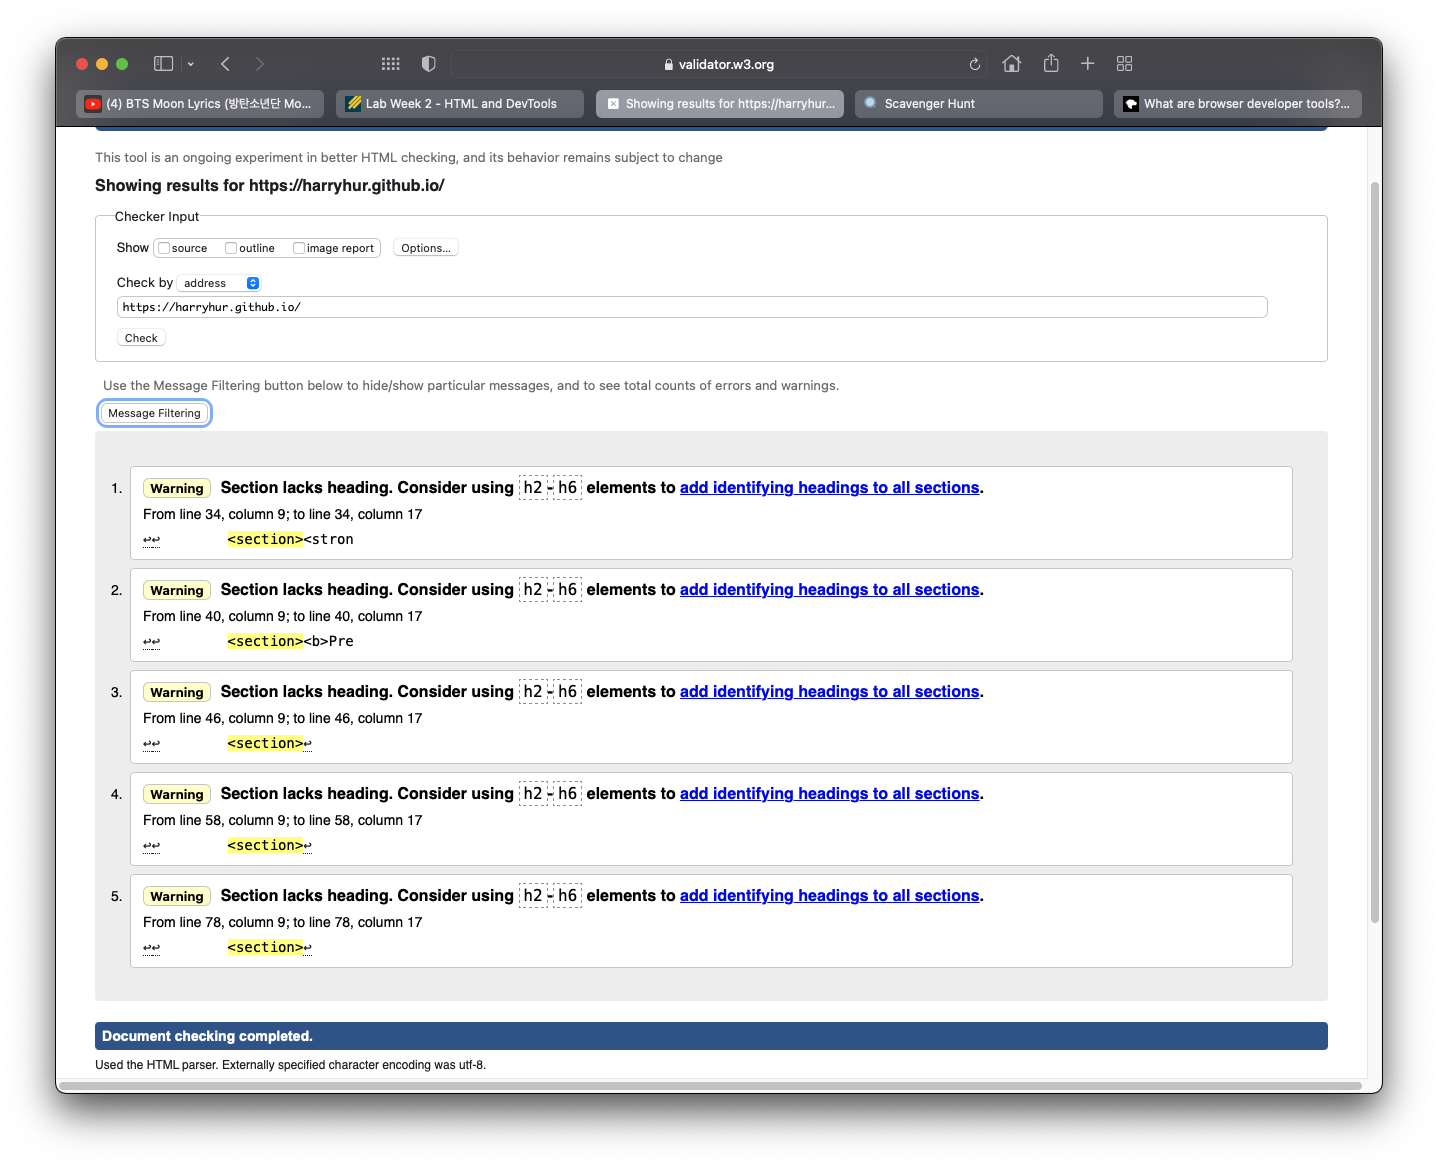 validator.w3.org
(4) BTS Moon Lyrics (방탄소년단 Mo...
Lab Week 2 - HTML and DevTools
Showing results for https://harryhur...
Scavenger Hunt
What are browser developer tools?...
This tool is an ongoing experiment in better HTML checking, and its behavior remains subject to change
Showing results for https://harryhur.github.io/
Checker Input
Show source outline image report Options...
Check by address
https://harryhur.github.io/
Check
Use the Message Filtering button below to hide/show particular messages, and to see total counts of errors and warnings.
Message Filtering
1. Warning Section lacks heading. Consider using h2-h6 elements to add identifying headings to all sections.
From line 34, column 9; to line 34, column 17
↩↩ <section><stron
2. Warning Section lacks heading. Consider using h2-h6 elements to add identifying headings to all sections.
From line 40, column 9; to line 40, column 17
↩↩ <section><b>Pre
3. Warning Section lacks heading. Consider using h2-h6 elements to add identifying headings to all sections.
From line 46, column 9; to line 46, column 17
↩↩ <section>↩
4. Warning Section lacks heading. Consider using h2-h6 elements to add identifying headings to all sections.
From line 58, column 9; to line 58, column 17
↩↩ <section>↩
5. Warning Section lacks heading. Consider using h2-h6 elements to add identifying headings to all sections.
From line 78, column 9; to line 78, column 17
↩↩ <section>↩
Document checking completed.
Used the HTML parser. Externally specified character encoding was utf-8.